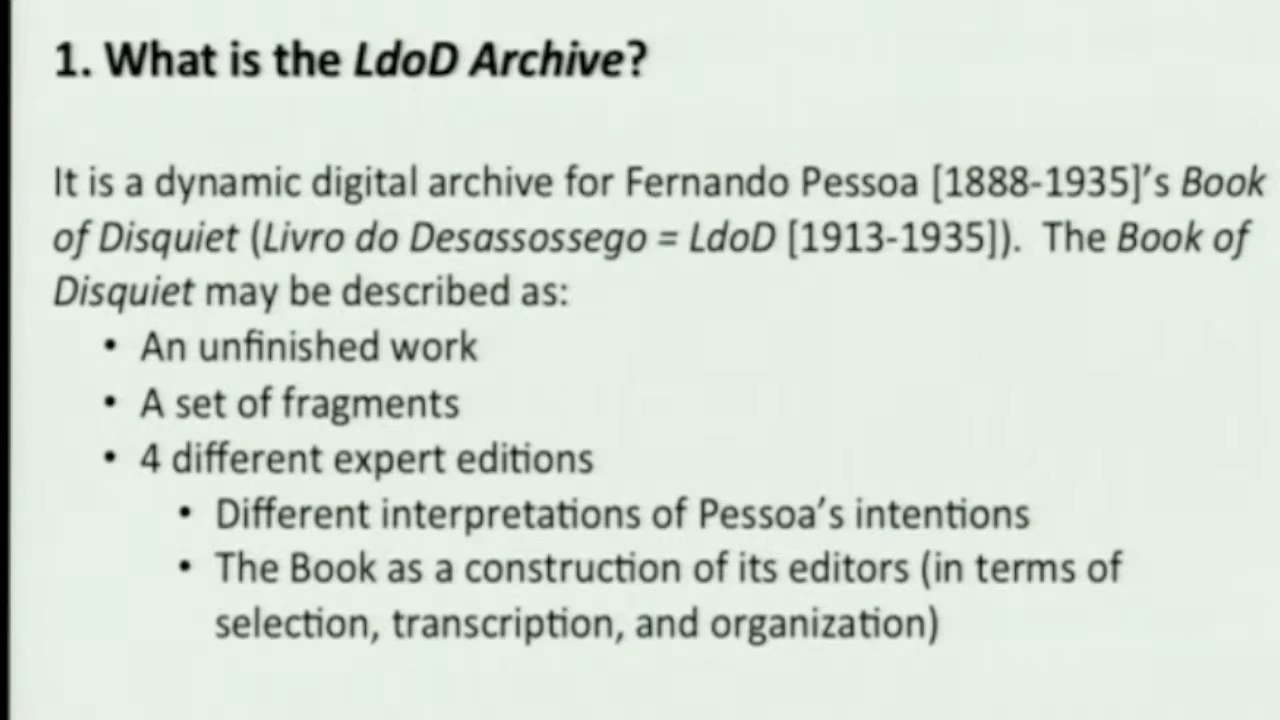 1. What is the LdoD Archive?
It is a dynamic digital archive for Fernando Pessoa [1888-1935]’s Book
of Disquiet (Livro do Desassossego = LdoD [1913-1935]). The Book of
Disquiet may be described as:
• An unfinished work
• A set of fragments
• 4 different expert editions
• Different interpretations of Pessoa’s intentions
• The Book as a construction of its editors (in terms of
selection, transcription, and organization)